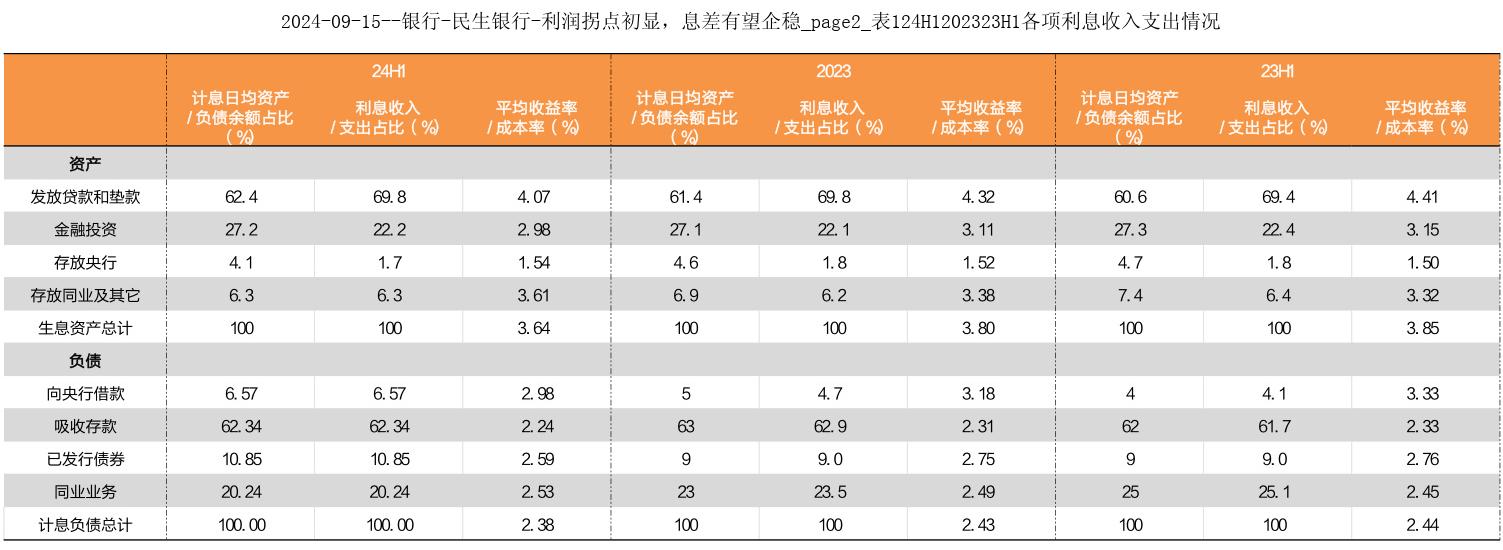 2024-09-15--银行-民生银行-利润拐点初显，息差有望企稳_page2_表124H1202323H1各项利息收入支出情况
24H1 2023 23H1
计息日均资产/负债余额占比（%） 利息收入/支出占比（%） 平均收益率/成本率（%） 计息日均资产/负债余额占比（%） 利息收入/支出占比（%） 平均收益率/成本率（%） 计息日均资产/负债余额占比（%） 利息收入/支出占比（%） 平均收益率/成本率（%）
资产
发放贷款和垫款 62.4 69.8 4.07 61.4 69.8 4.32 60.6 69.4 4.41
金融投资 27.2 22.2 2.98 27.1 22.1 3.11 27.3 22.4 3.15
存放央行 4.1 1.7 1.54 4.6 1.8 1.52 4.7 1.8 1.50
存放同业及其它 6.3 6.3 3.61 6.9 6.2 3.38 7.4 6.4 3.32
生息资产总计 100 100 3.64 100 100 3.80 100 100 3.85
负债
向央行借款 6.57 6.57 2.98 5 4.7 3.18 4 4.1 3.33
吸收存款 62.34 62.34 2.24 63 62.9 2.31 62 61.7 2.33
已发行债券 10.85 10.85 2.59 9 9.0 2.75 9 9.0 2.76
同业业务 20.24 20.24 2.53 23 23.5 2.49 25 25.1 2.45
计息负债总计 100.00 100.00 2.38 100 100 2.43 100 100 2.44